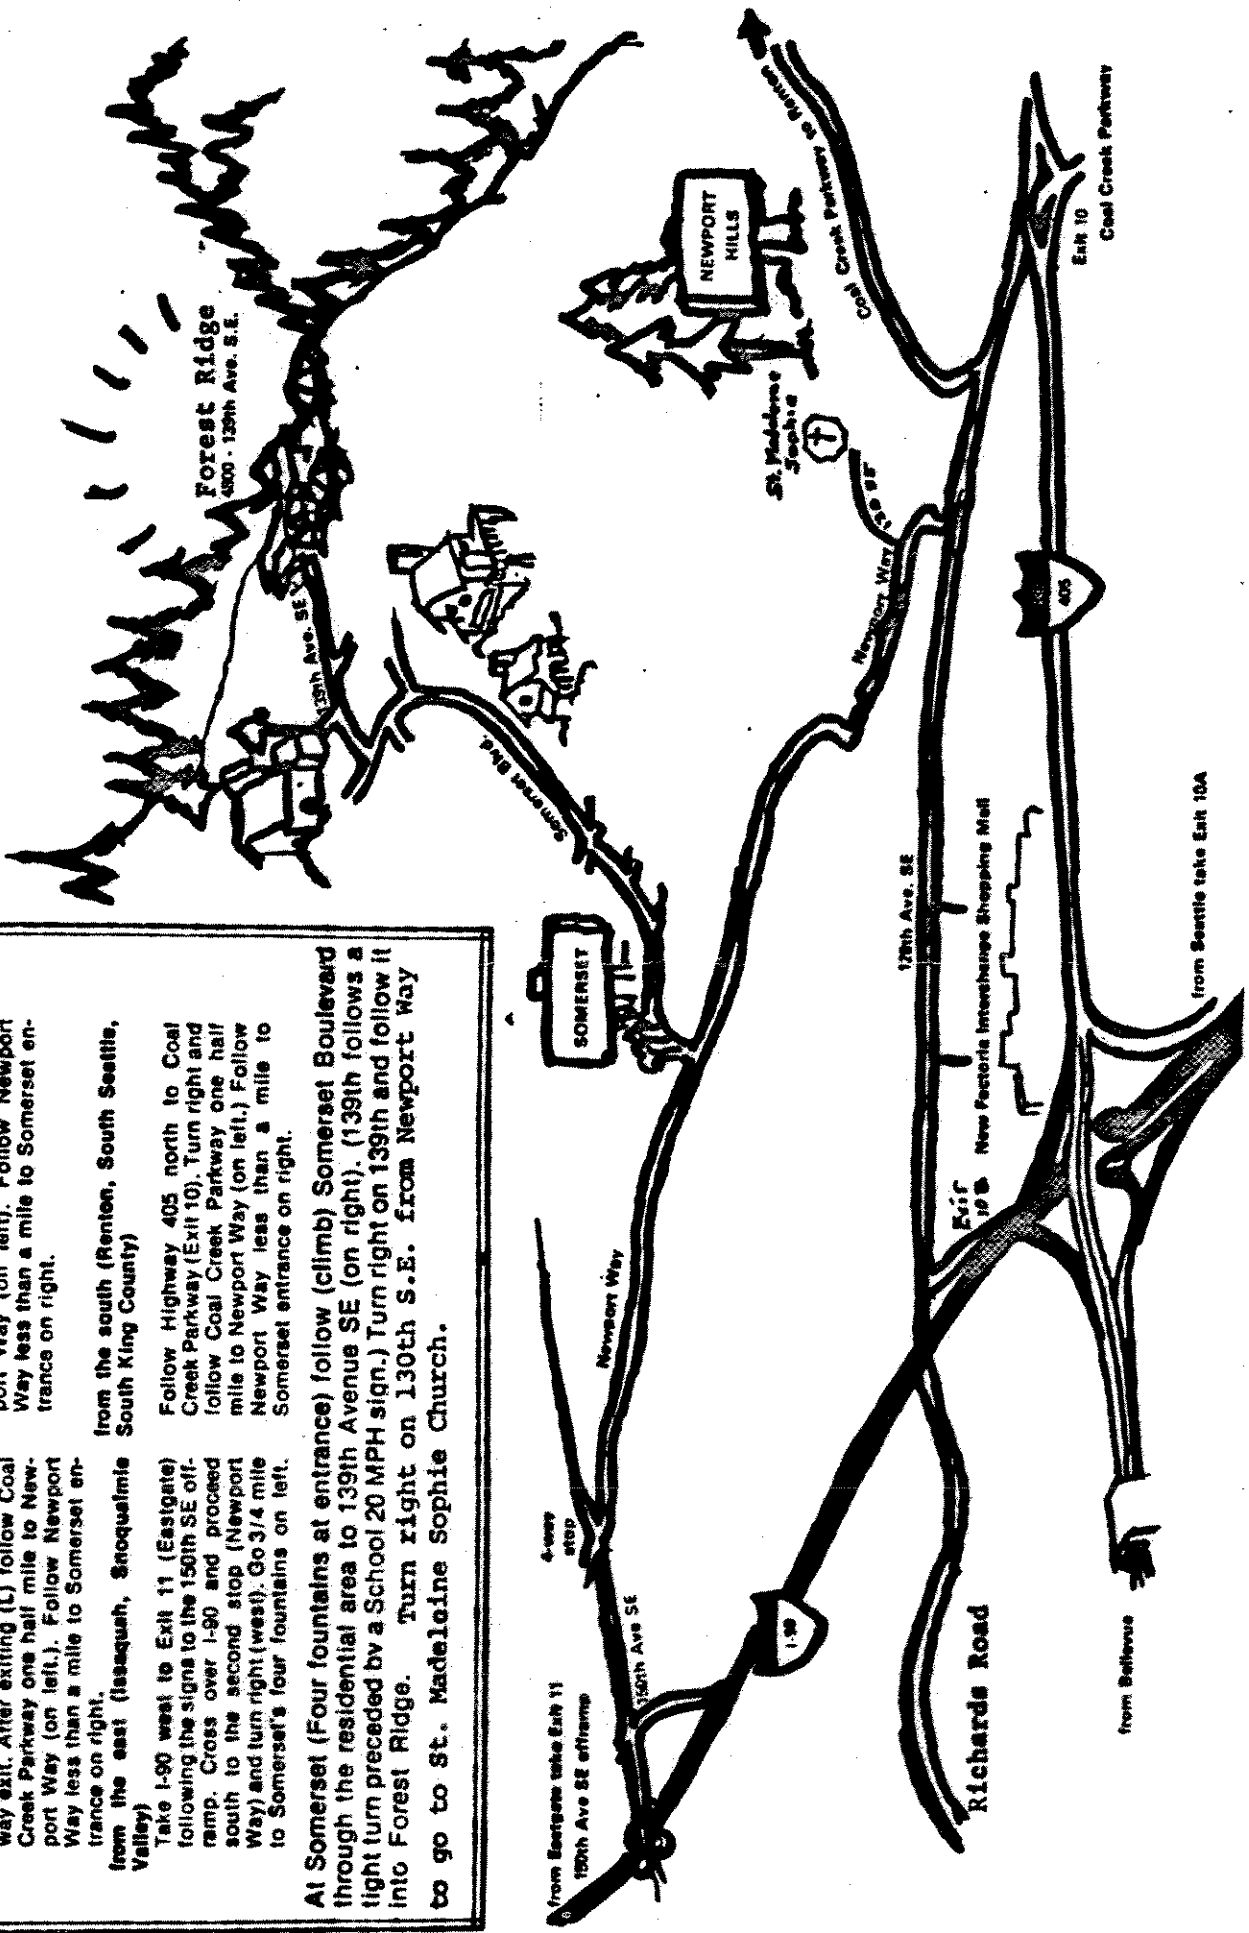 way exit. After exiting (L) follow Coal
Creek Parkway one half mile to New-
port Way (on left.). Follow Newport
Way less than a mile to Somerset en-
trance on right.
from the east (Issaquah, Snoqualmie
Valley)
Take I-90 west to Exit 11 (Eastgate)
following the signs to the 150th SE off-
ramp. Cross over I-90 and proceed
south to the second stop (Newport
Way) and turn right (west). Go 3/4 mile
to Somerset's four fountains on left.
port Way (on left). Follow Newport
Way less than a mile to Somerset en-
trance on right.
from the south (Renton, South Seattle,
South King County)
Follow Highway 405 north to Coal
Creek Parkway (Exit 10). Turn right and
follow Coal Creek Parkway one half
mile to Newport Way (on left.) Follow
Newport Way less than a mile to
Somerset entrance on right.
At Somerset (Four fountains at entrance) follow (climb) Somerset Boulevard
through the residential area to 139th Avenue SE (on right). (139th follows a
tight turn preceded by a School 20 MPH sign.) Turn right on 139th and follow it
into Forest Ridge. Turn right on 130th S.E. from Newport Way
to go to St. Madeleine Sophie Church.
Forest Ridge
4800 - 139th Ave. S.E.
139th Ave. SE
Somerset Blvd.
SOMERSET
NEWPORT
HILLS
Coal Creek Parkway to Renton
St. Madeleine
Sophie
130 SE
Newport Way
Newport Way
4-way
stop
150th Ave SE
from Eastgate take Exit 11
150th Ave SE offramp
I-90
128th Ave. SE
Exit
10 B
New Factoria Interchange Shopping Mall
405
Exit 10
Coal Creek Parkway
from Seattle take Exit 10A
Richards Road
from Bellevue